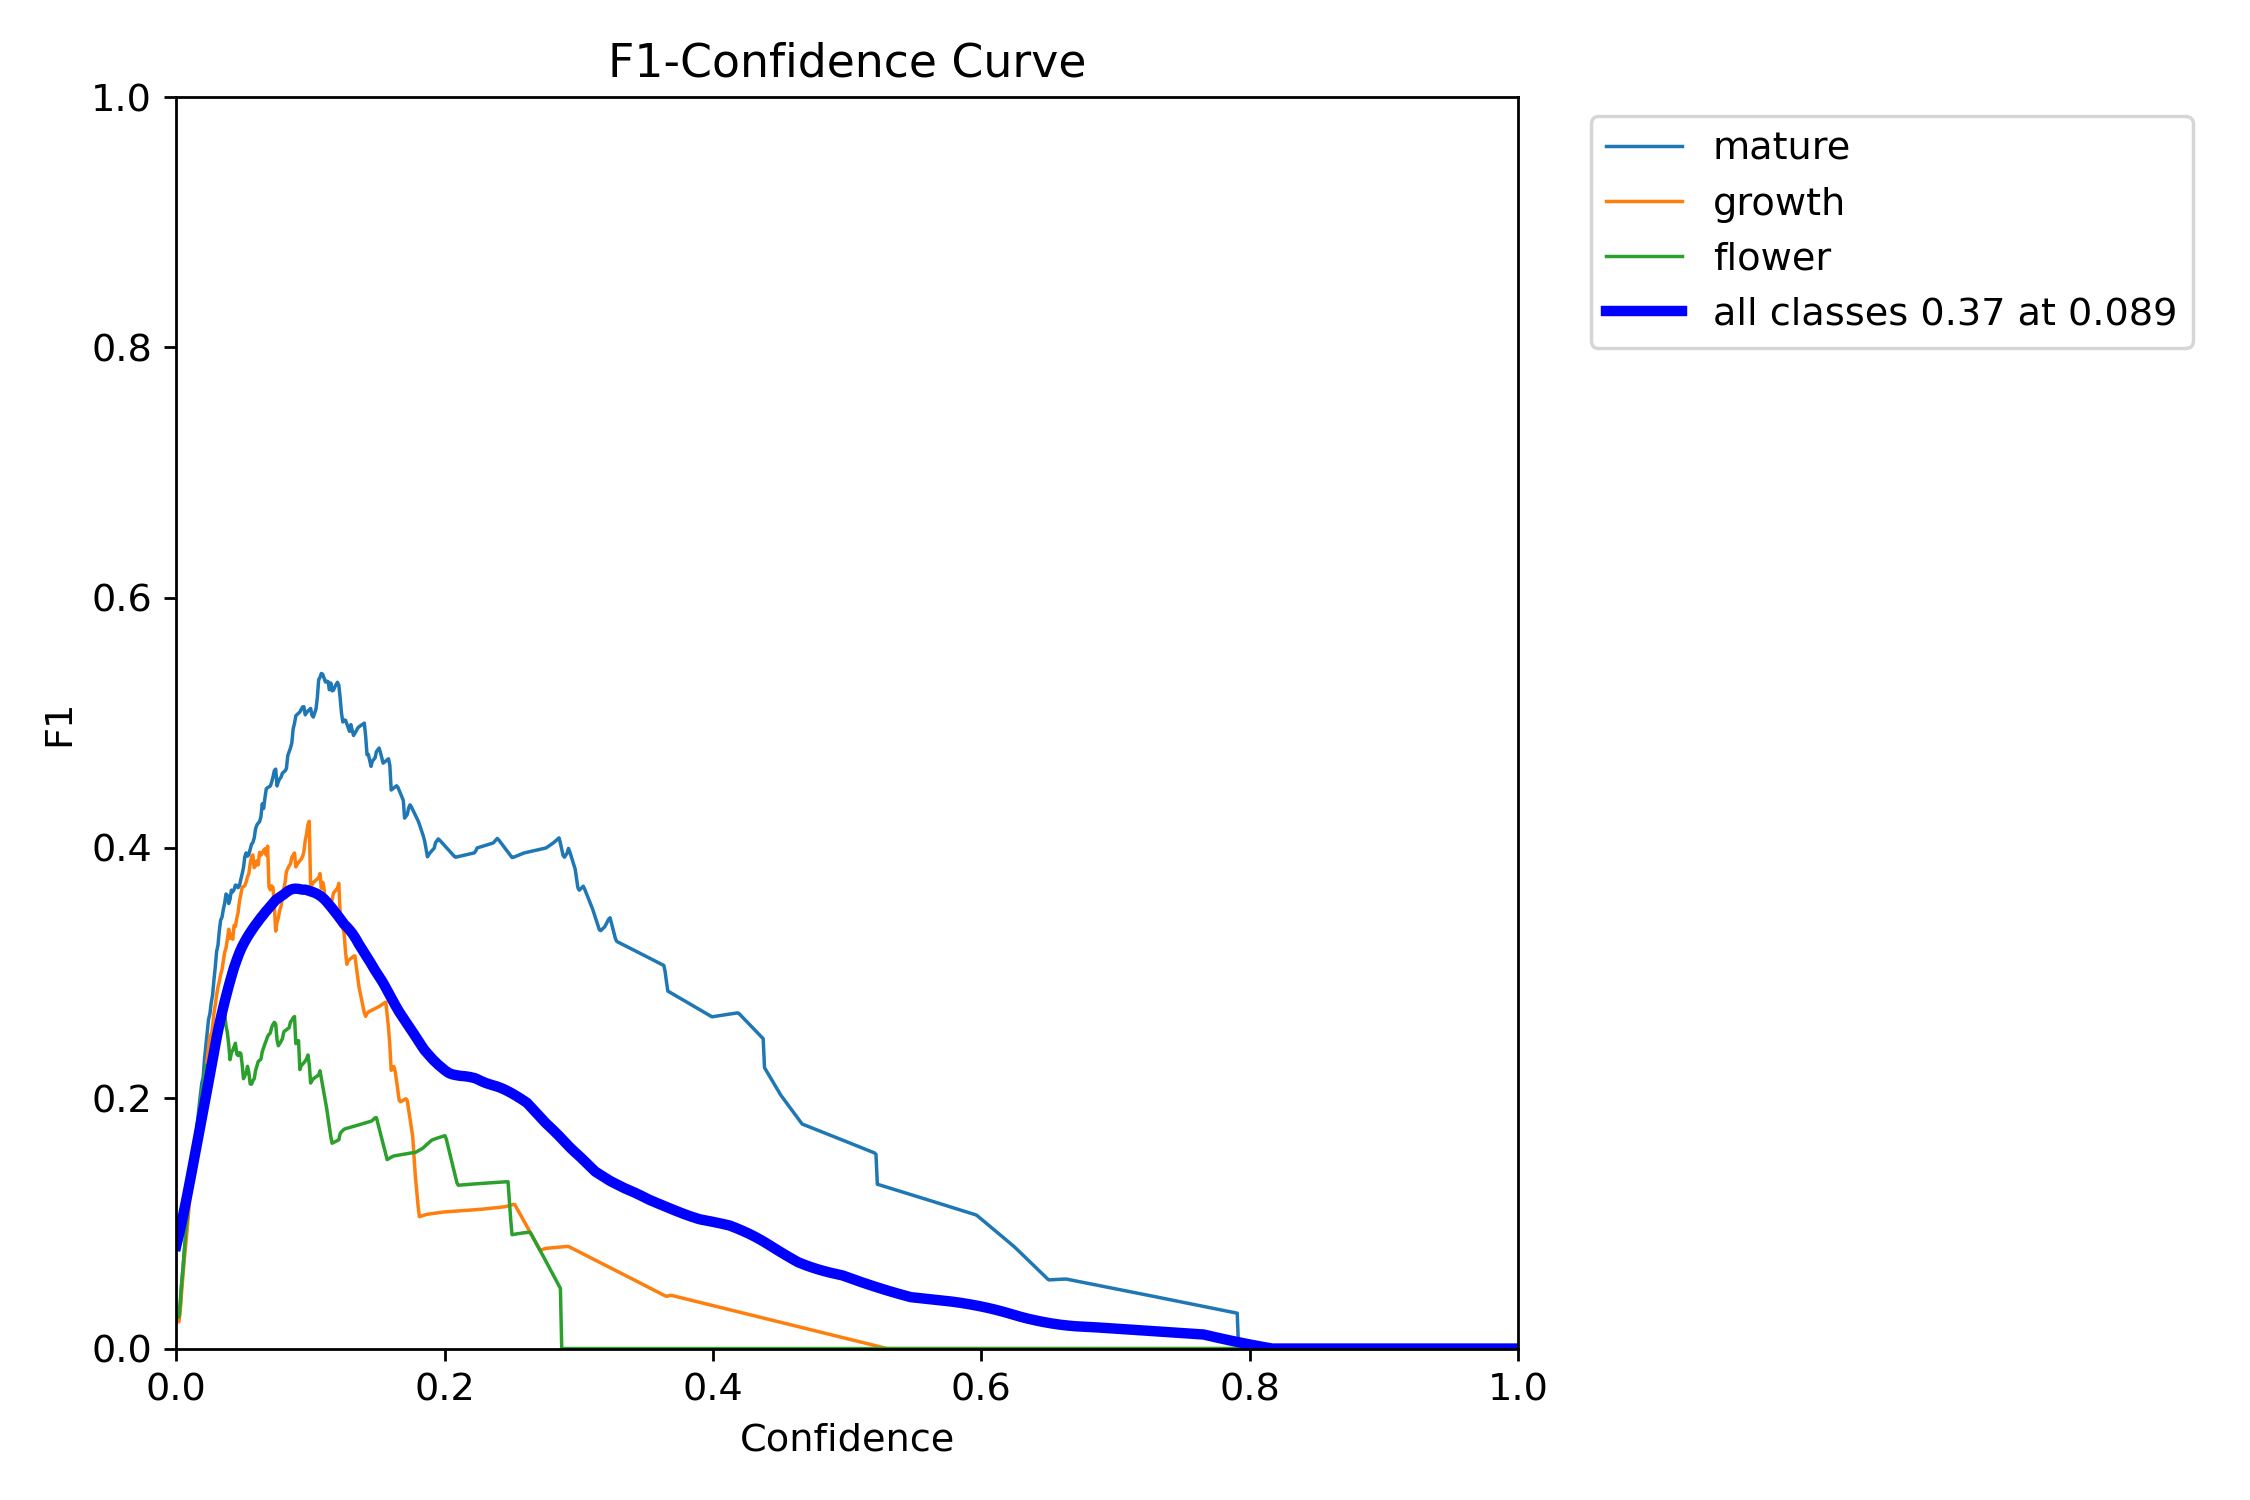 F1-Confidence Curve
1.0
0.8
0.6
0.4
0.2
0.0
F1
0.0 0.2 0.4 0.6 0.8 1.0
Confidence
mature
growth
flower
all classes 0.37 at 0.089